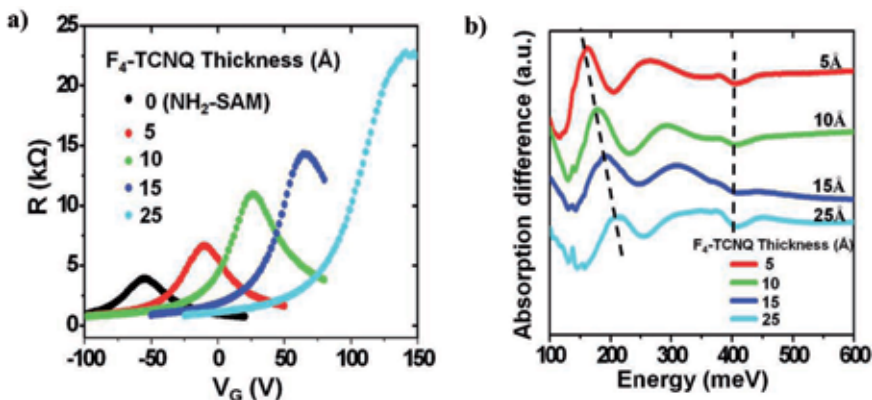 a)
R (kΩ)
25
20
15
10
5
0
F₄-TCNQ Thickness (Å)
0 (NH₂-SAM)
5
10
15
25
-100 -50 0 50 100 150
V_G (V)
b)
Absorption difference (a.u.)
5Å
10Å
15Å
25Å
F₄-TCNQ Thickness (Å)
5
10
15
25
100 200 300 400 500 600
Energy (meV)